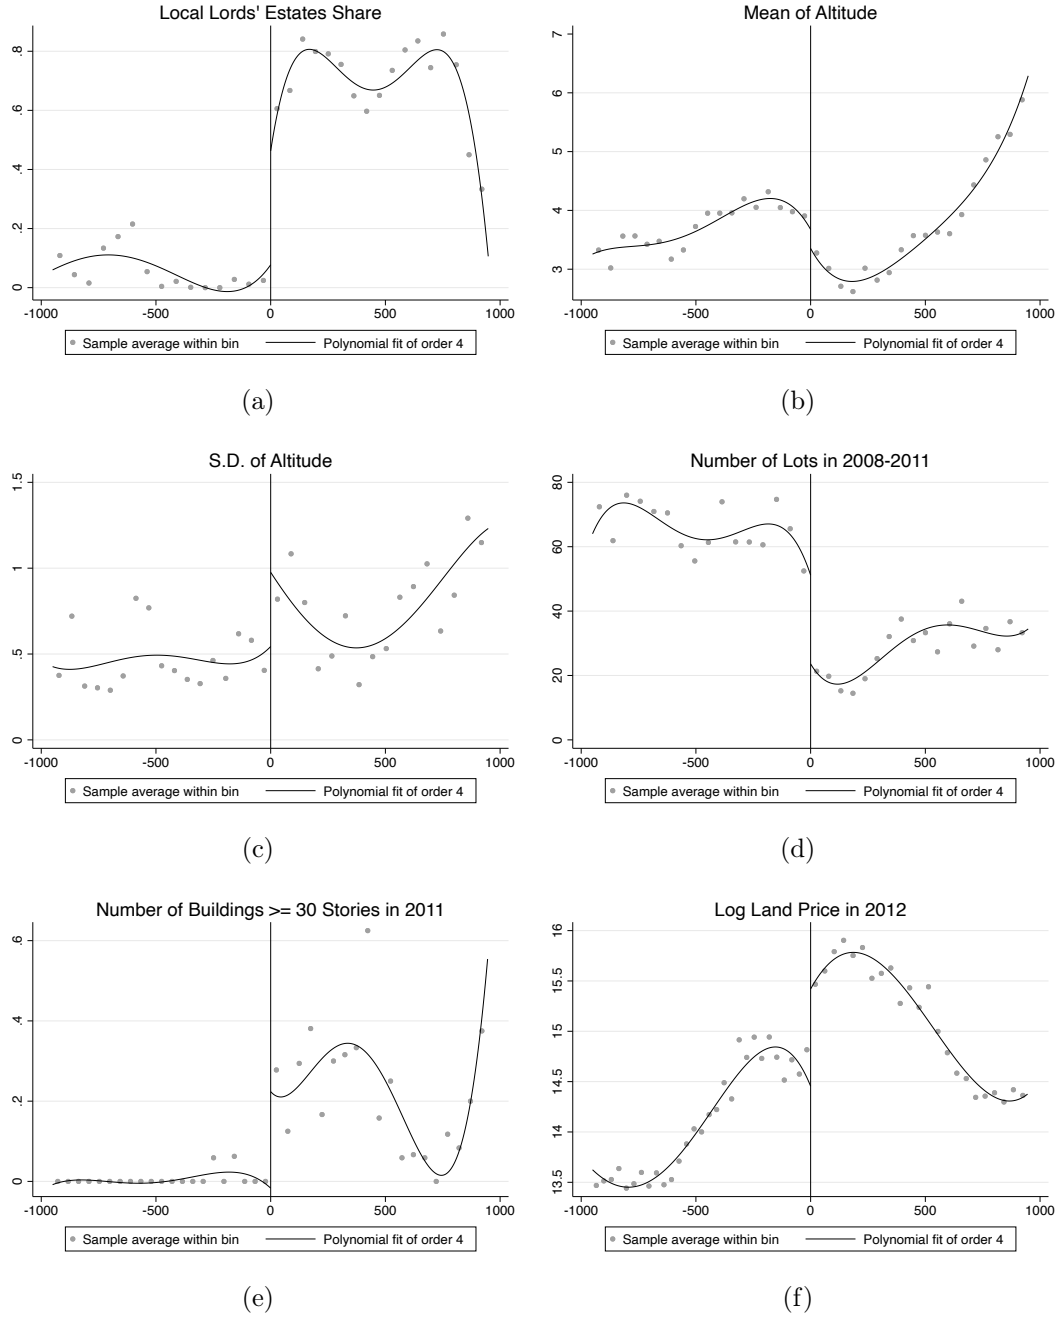 Local Lords' Estates Share
0 .2 .4 .6 .8
-1000 -500 0 500 1000
Sample average within bin Polynomial fit of order 4
(a)
Mean of Altitude
3 4 5 6 7
-1000 -500 0 500 1000
Sample average within bin Polynomial fit of order 4
(b)
S.D. of Altitude
0 .5 1 1.5
-1000 -500 0 500 1000
Sample average within bin Polynomial fit of order 4
(c)
Number of Lots in 2008-2011
0 20 40 60 80
-1000 -500 0 500 1000
Sample average within bin Polynomial fit of order 4
(d)
Number of Buildings >= 30 Stories in 2011
0 .2 .4 .6
-1000 -500 0 500 1000
Sample average within bin Polynomial fit of order 4
(e)
Log Land Price in 2012
13.5 14 14.5 15 15.5 16
-1000 -500 0 500 1000
Sample average within bin Polynomial fit of order 4
(f)